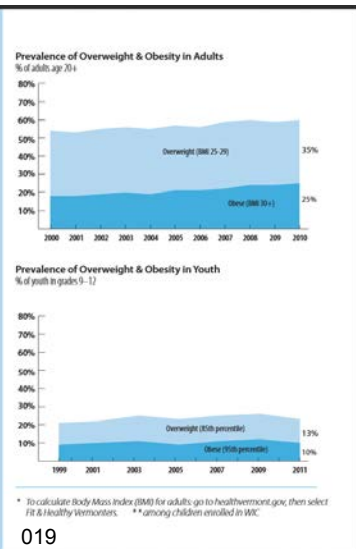 Prevalence of Overweight & Obesity in Adults
% of adults age 20+
80%
70%
60%
50%
40%
30%
20%
10%
Overweight (BMI 25-29)
35%
Obese (BMI 30+)
25%
2000 2001 2002 2003 2004 2005 2006 2007 2008 209 2010
Prevalence of Overweight & Obesity in Youth
% of youth in grades 9–12
80%
70%
60%
50%
40%
30%
20%
10%
Overweight (85th percentile)
13%
Obese (95th percentile)
10%
1999 2001 2003 2005 2007 2009 2011
* To calculate Body Mass Index (BMI) for adults: go to healthvermont.gov, then select
Fit & Healthy Vermonters. * * among children enrolled in WIC
019